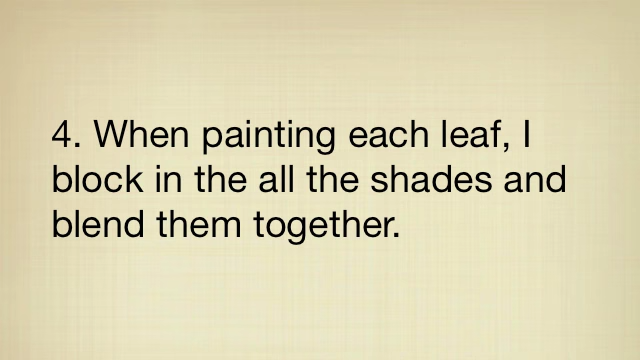 4. When painting each leaf, I
block in the all the shades and
blend them together.